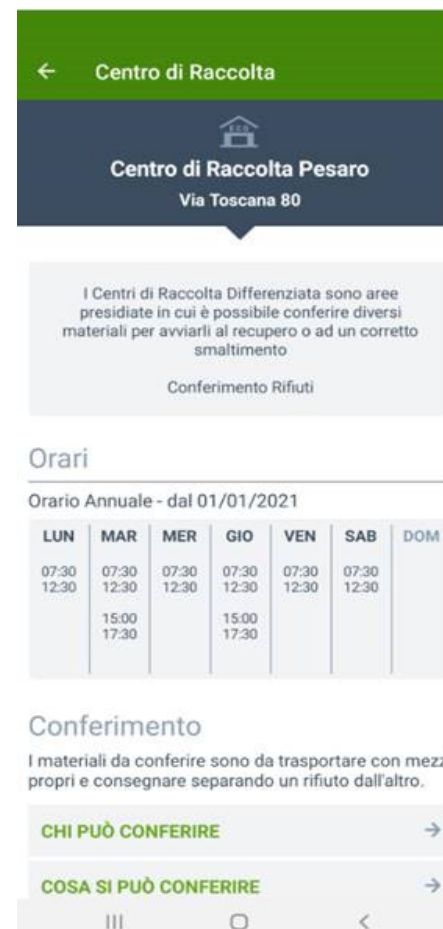 Centro di Raccolta
ECO
Centro di Raccolta Pesaro
Via Toscana 80
I Centri di Raccolta Differenziata sono aree
presidiate in cui è possibile conferire diversi
materiali per avviarli al recupero o ad un corretto
smaltimento
Conferimento Rifiuti
Orari
Orario Annuale - dal 01/01/2021
LUN MAR MER GIO VEN SAB DOM
07:30 07:30 07:30 07:30 07:30 07:30
12:30 12:30 12:30 12:30 12:30 12:30
15:00 15:00
17:30 17:30
Conferimento
I materiali da conferire sono da trasportare con mezz
propri e consegnare separando un rifiuto dall'altro.
CHI PUÒ CONFERIRE
COSA SI PUÒ CONFERIRE